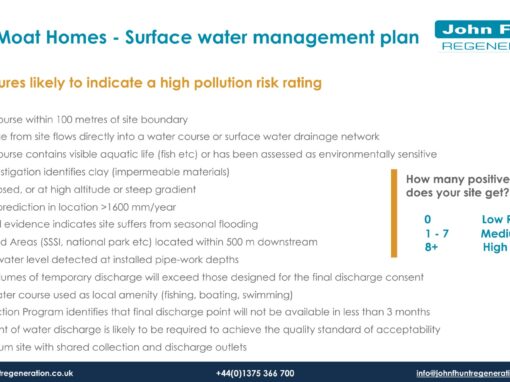 Moat Homes - Surface water management plan
John F
REGENER
ures likely to indicate a high pollution risk rating
ourse within 100 metres of site boundary
e from site flows directly into a water course or surface water drainage network
ourse contains visible aquatic life (fish etc) or has been assessed as environmentally sensitive
estigation identifies clay (impermeable materials)
osed, or at high altitude or steep gradient
prediction in location >1600 mm/year
l evidence indicates site suffers from seasonal flooding
d Areas (SSSI, national park etc) located within 500 m downstream
water level detected at installed pipe-work depths
lumes of temporary discharge will exceed those designed for the final discharge consent
ater course used as local amenity (fishing, boating, swimming)
ction Program identifies that final discharge point will not be available in less than 3 months
nt of water discharge is likely to be required to achieve the quality standard of acceptability
um site with shared collection and discharge outlets
How many positive
does your site get?
0 Low R
1 - 7 Mediu
8+ High
ntregeneration.co.uk +44(0)1375 366 700 info@johnfhuntregenerati